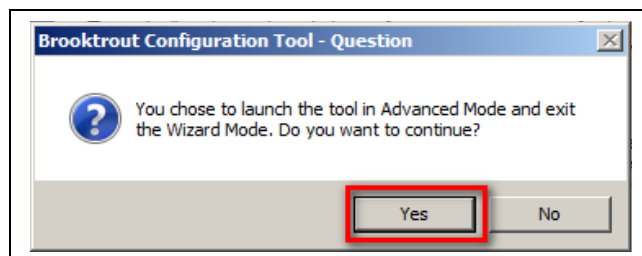 Brooktrout Configuration Tool - Question
You chose to launch the tool in Advanced Mode and exit
the Wizard Mode. Do you want to continue?
Yes No